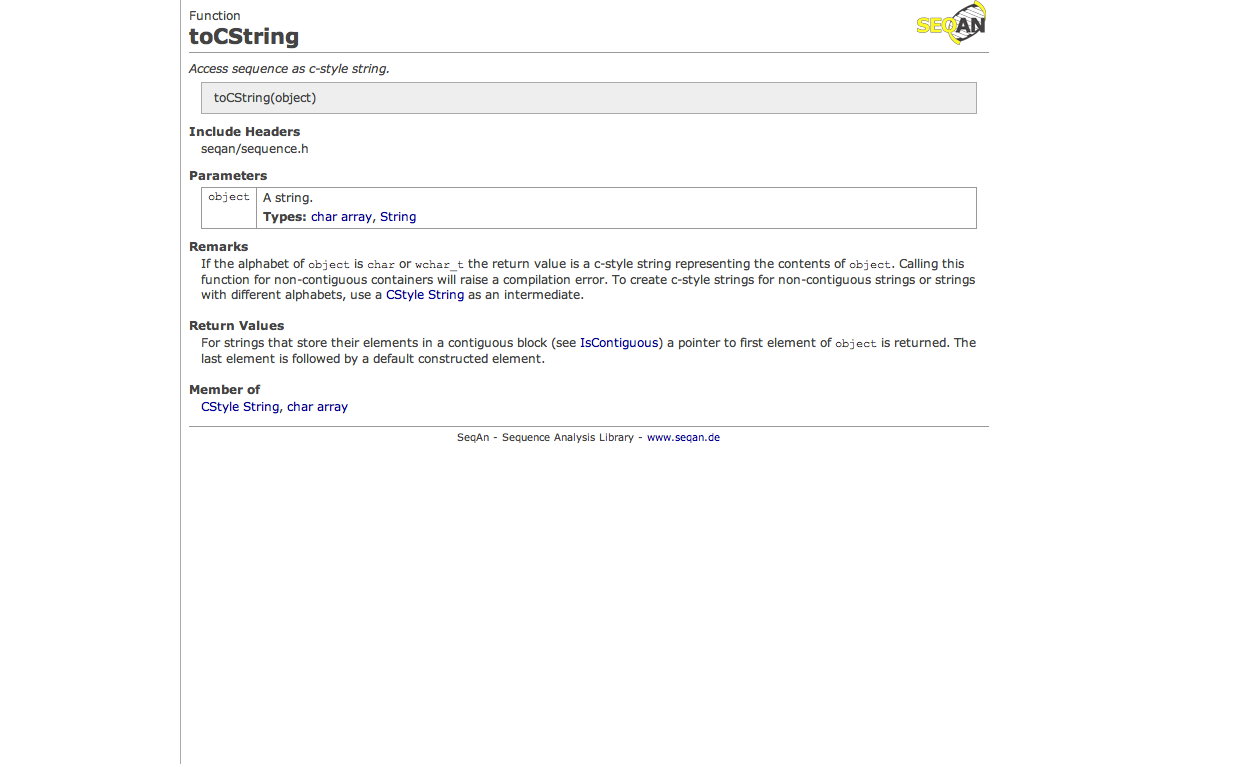 Function
SEQAN
toCString
Access sequence as c-style string.
toCString(object)
Include Headers
seqan/sequence.h
Parameters
object A string.
Types: char array, String
Remarks
If the alphabet of object is char or wchar_t the return value is a c-style string representing the contents of object. Calling this
function for non-contiguous containers will raise a compilation error. To create c-style strings for non-contiguous strings or strings
with different alphabets, use a CStyle String as an intermediate.
Return Values
For strings that store their elements in a contiguous block (see IsContiguous) a pointer to first element of object is returned. The
last element is followed by a default constructed element.
Member of
CStyle String, char array
SeqAn - Sequence Analysis Library - www.seqan.de